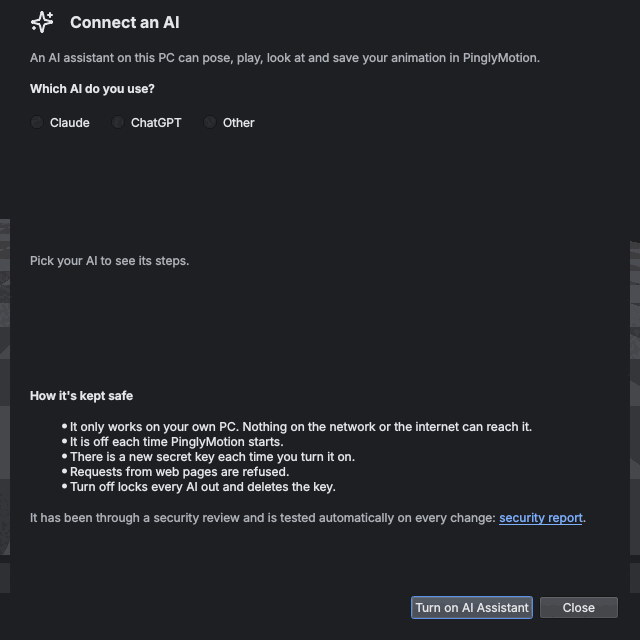 Connect an AI
An AI assistant on this PC can pose, play, look at and save your animation in PinglyMotion.
Which AI do you use?
Claude ChatGPT Other
Pick your AI to see its steps.
How it's kept safe
• It only works on your own PC. Nothing on the network or the internet can reach it.
• It is off each time PinglyMotion starts.
• There is a new secret key each time you turn it on.
• Requests from web pages are refused.
• Turn off locks every AI out and deletes the key.
It has been through a security review and is tested automatically on every change: security report.
Turn on AI Assistant Close